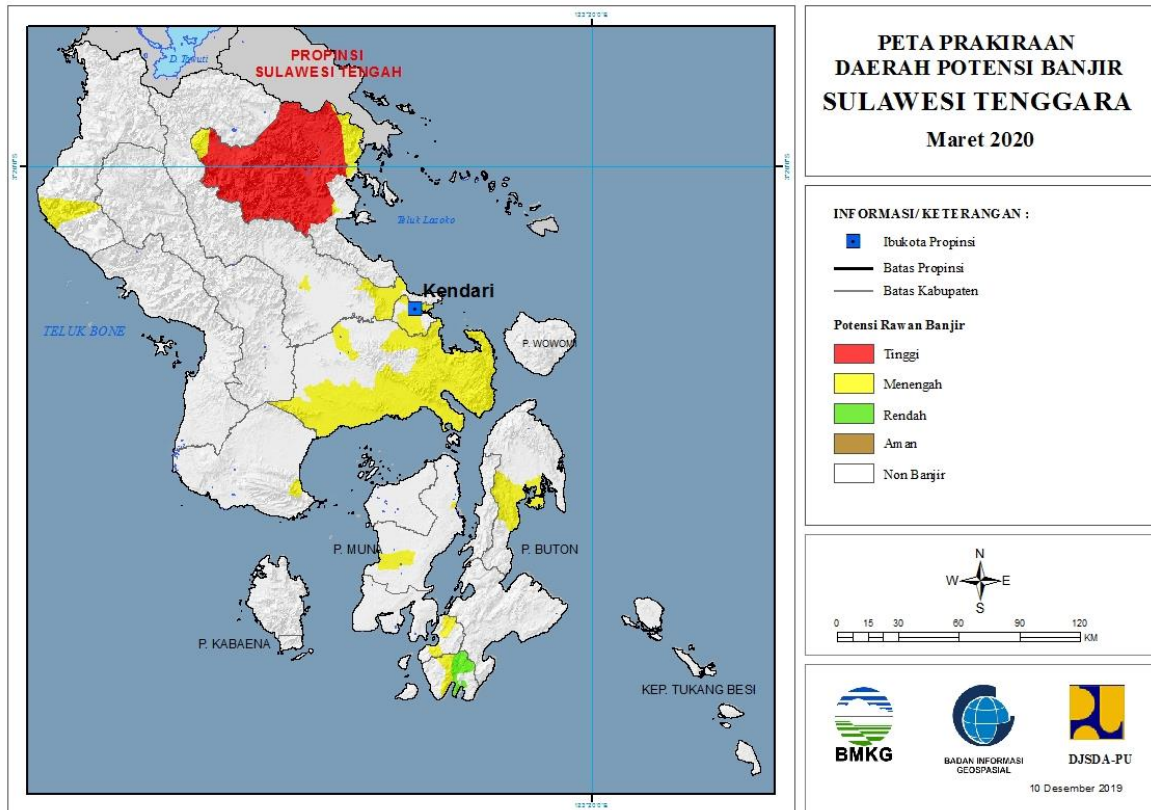 PETA PRAKIRAAN
DAERAH POTENSI BANJIR
SULAWESI TENGGARA
Maret 2020
INFORMASI/ KETERANGAN :
Ibukota Propinsi
Batas Propinsi
Batas Kabupaten
Potensi Rawan Banjir
Tinggi
Menengah
Rendah
Aman
Non Banjir
N
W E
S
0 15 30 60 90 120
KM
BMKG
BADAN INFORMASI
GEOSPASIAL
DJSDA-PU
10 Desember 2019
PROPINSI
SULAWESI TENGAH
Teluk Lasolo
Kendari
TELUK BONE
P. WOWONI
P. MUNA
P. BUTON
P. KABAENA
KEP. TUKANG BESI